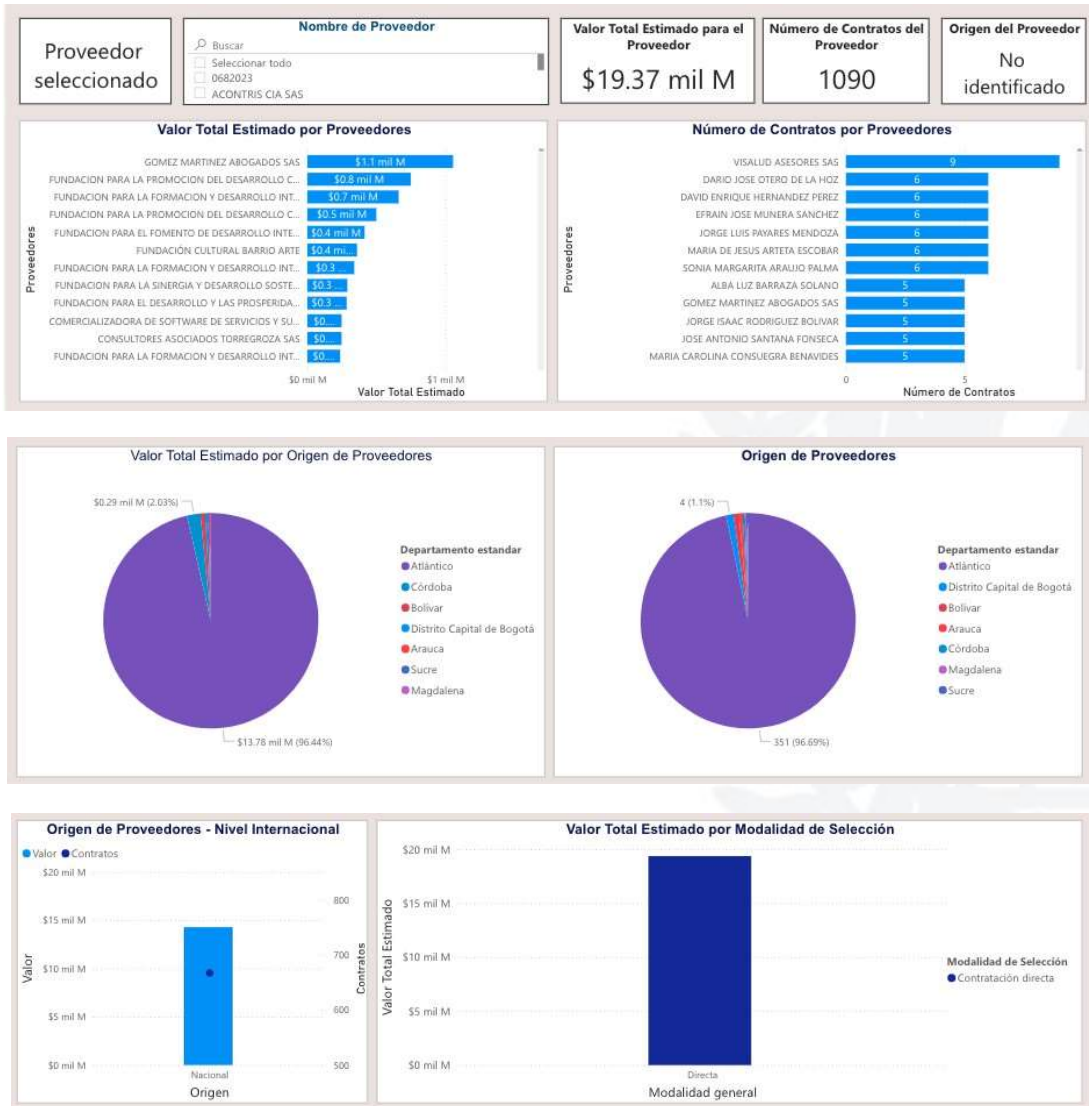 Proveedor
seleccionado
Nombre de Proveedor
Buscar
Seleccionar todo
0682023
ACONTRIS CIA SAS
Valor Total Estimado para el
Proveedor
$19.37 mil M
Número de Contratos del
Proveedor
1090
Origen del Proveedor
No
identificado
Valor Total Estimado por Proveedores
Proveedores
GOMEZ MARTINEZ ABOGADOS SAS $1.1 mil M
FUNDACION PARA LA PROMOCION DEL DESARROLLO C... $0.8 mil M
FUNDACION PARA LA FORMACION Y DESARROLLO INT... $0.7 mil M
FUNDACION PARA LA PROMOCION DEL DESARROLLO C... $0.5 mil M
FUNDACION PARA EL FOMENTO DE DESARROLLO INTE... $0.4 mil M
FUNDACIÓN CULTURAL BARRIO ARTE $0.4 mi...
FUNDACION PARA LA FORMACION Y DESARROLLO INT... $0.3 ...
FUNDACION PARA LA SINERGIA Y DESARROLLO SOSTE... $0.3 ...
FUNDACION PARA EL DESARROLLO Y LAS PROSPERIDA... $0.3 ...
COMERCIALIZADORA DE SOFTWARE DE SERVICIOS Y SU... $0...
CONSULTORES ASOCIADOS TORREGROZA SAS $0...
FUNDACION PARA LA FORMACION Y DESARROLLO INT... $0...
$0 mil M $1 mil M
Valor Total Estimado
Número de Contratos por Proveedores
Proveedores
VISALUD ASESORES SAS 9
DARIO JOSE OTERO DE LA HOZ 6
DAVID ENRIQUE HERNANDEZ PEREZ 6
EFRAIN JOSE MUNERA SANCHEZ 6
JORGE LUIS PAYARES MENDOZA 6
MARIA DE JESUS ARTETA ESCOBAR 6
SONIA MARGARITA ARAUJO PALMA 6
ALBA LUZ BARRAZA SOLANO 5
GOMEZ MARTINEZ ABOGADOS SAS 5
JORGE ISAAC RODRIGUEZ BOLIVAR 5
JOSE ANTONIO SANTANA FONSECA 5
MARIA CAROLINA CONSUEGRA BENAVIDES 5
0 5
Número de Contratos
Valor Total Estimado por Origen de Proveedores
$0.29 mil M (2.03%)
$13.78 mil M (96.44%)
Departamento estandar
Atlántico
Córdoba
Bolívar
Distrito Capital de Bogotá
Arauca
Sucre
Magdalena
Origen de Proveedores
4 (1.1%)
351 (96.69%)
Departamento estandar
Atlántico
Distrito Capital de Bogotá
Bolívar
Arauca
Córdoba
Magdalena
Sucre
Origen de Proveedores - Nivel Internacional
Valor Contratos
Valor
$20 mil M
$15 mil M
$10 mil M
$5 mil M
$0 mil M
800
700
600
500
Contratos
Nacional
Origen
Valor Total Estimado por Modalidad de Selección
Valor Total Estimado
$20 mil M
$15 mil M
$10 mil M
$5 mil M
$0 mil M
Directa
Modalidad general
Modalidad de Selección
Contratación directa